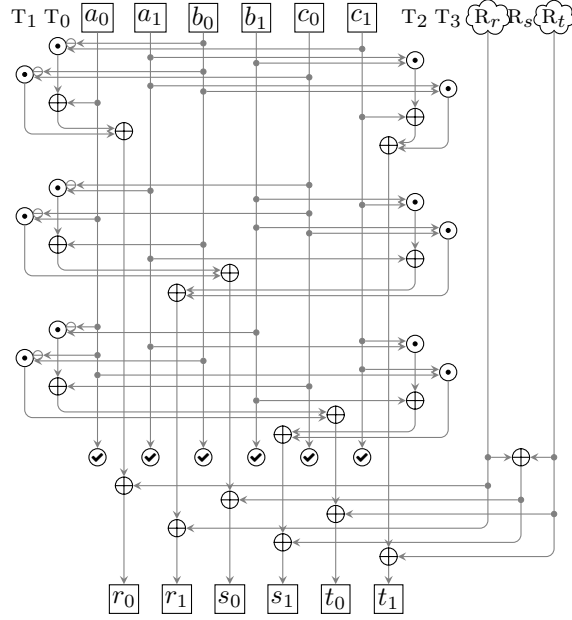 T₁ T₀ a₀ a₁ b₀ b₁ c₀ c₁ T₂ T₃ Rᵣ Rₛ Rₜ
r₀ r₁ s₀ s₁ t₀ t₁